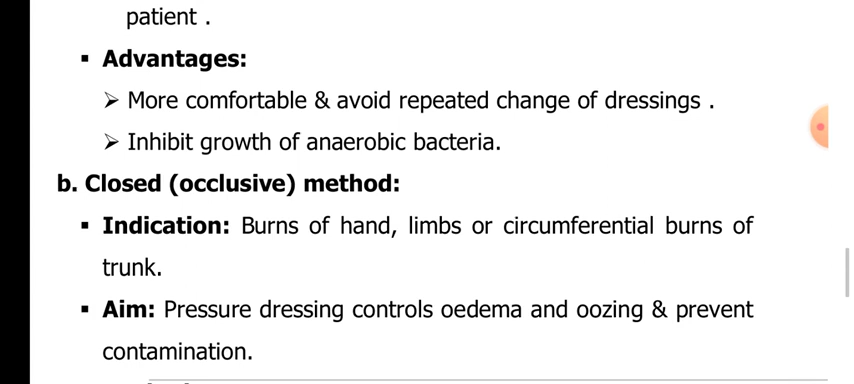 patient .
▪ Advantages:
➢ More comfortable & avoid repeated change of dressings .
➢ Inhibit growth of anaerobic bacteria.
b. Closed (occlusive) method:
▪ Indication: Burns of hand, limbs or circumferential burns of
trunk.
▪ Aim: Pressure dressing controls oedema and oozing & prevent
contamination.